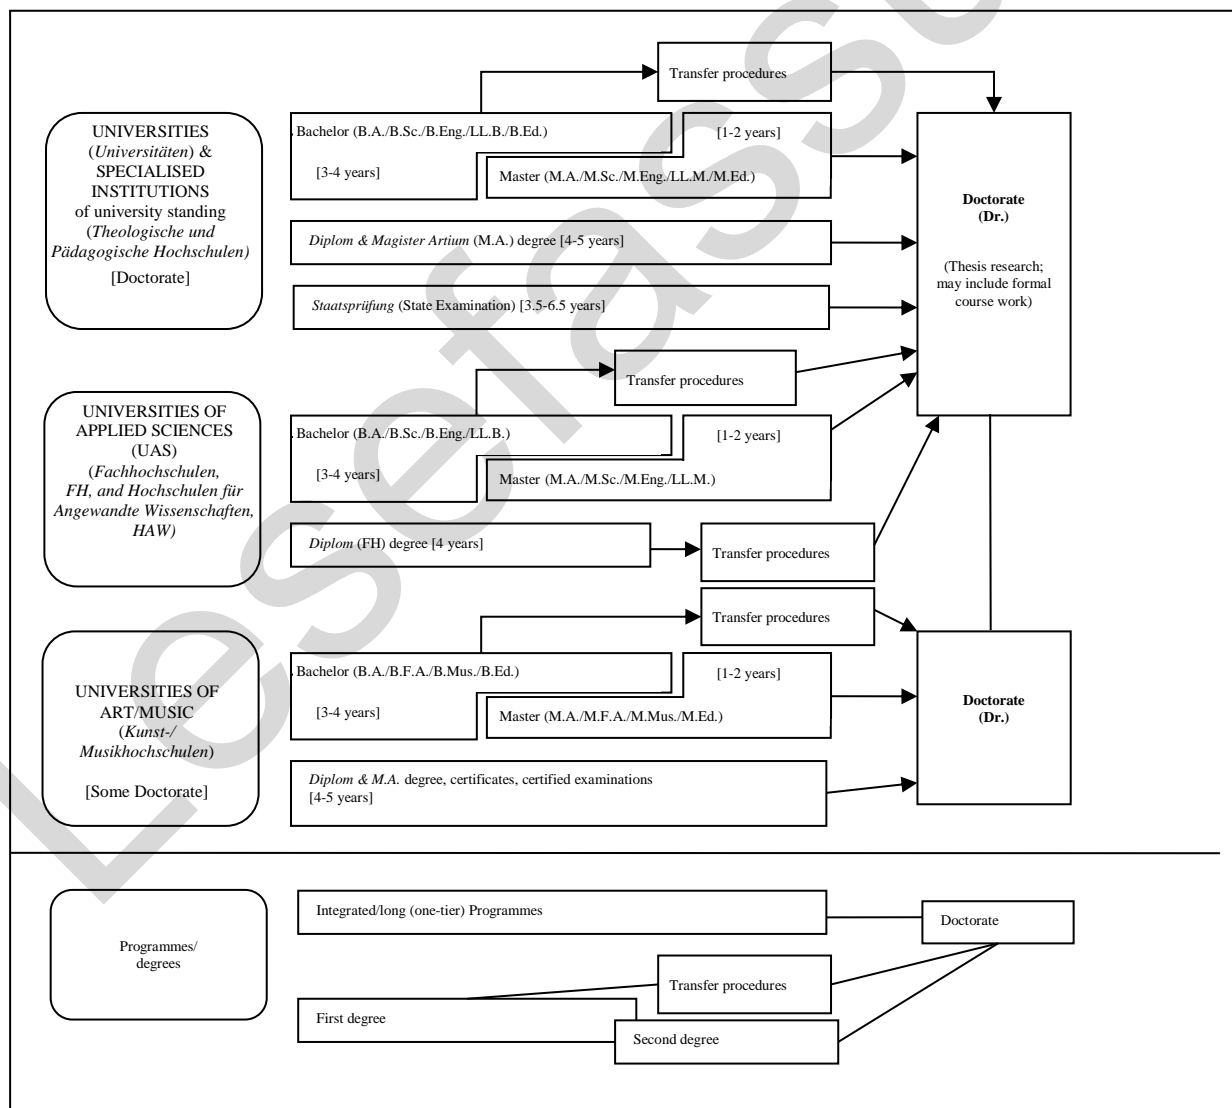 Transfer procedures
UNIVERSITIES
(Universitäten) &
SPECIALISED
INSTITUTIONS
of university standing
(Theologische und
Pädagogische Hochschulen)
[Doctorate]
Bachelor (B.A./B.Sc./B.Eng./LL.B./B.Ed.)
[3-4 years]
[1-2 years]
Master (M.A./M.Sc./M.Eng./LL.M./M.Ed.)
Diplom & Magister Artium (M.A.) degree [4-5 years]
Staatsprüfung (State Examination) [3.5-6.5 years]
Doctorate
(Dr.)
(Thesis research;
may include formal
course work)
Transfer procedures
UNIVERSITIES OF
APPLIED SCIENCES
(UAS)
(Fachhochschulen,
FH, and Hochschulen für
Angewandte Wissenschaften,
HAW)
Bachelor (B.A./B.Sc./B.Eng./LL.B.)
[3-4 years]
[1-2 years]
Master (M.A./M.Sc./M.Eng./LL.M.)
Diplom (FH) degree [4 years]
Transfer procedures
Transfer procedures
UNIVERSITIES OF
ART/MUSIC
(Kunst-/
Musikhochschulen)
[Some Doctorate]
Bachelor (B.A./B.F.A./B.Mus./B.Ed.)
[3-4 years]
[1-2 years]
Master (M.A./M.F.A./M.Mus./M.Ed.)
Diplom & M.A. degree, certificates, certified examinations
[4-5 years]
Doctorate
(Dr.)
Programmes/
degrees
Integrated/long (one-tier) Programmes
Doctorate
Transfer procedures
First degree
Second degree
Lesefass